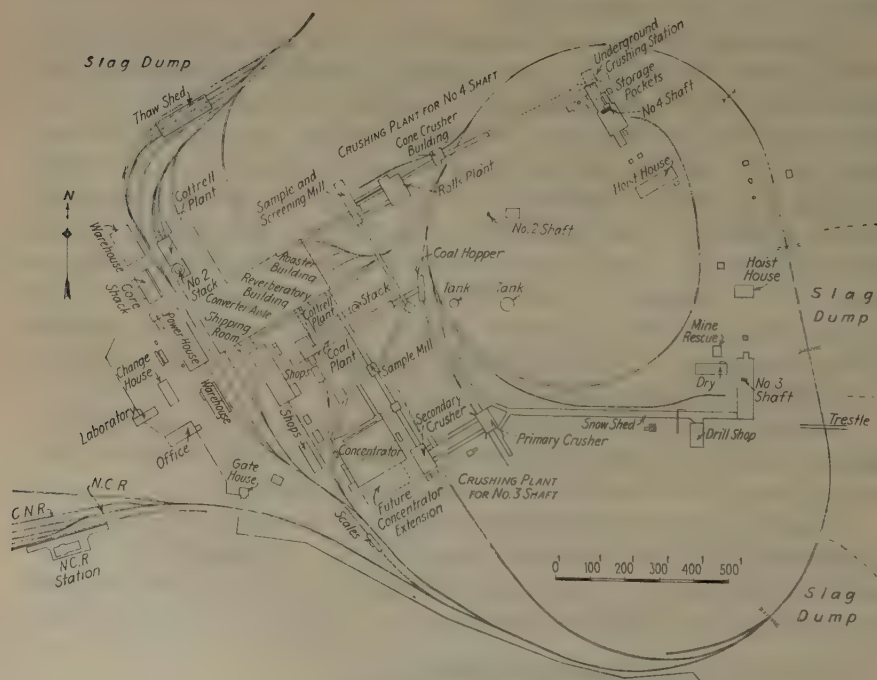 Slag Dump
Thaw Shed
Underground
Crushing Station
Storage
Pockets
No 4 Shaft
CRUSHING PLANT FOR NO 4 SHAFT
Cone Crusher
Building
Rolls Plant
Hoist House
Sample and
Screening Mill
Cottrell
Plant
N
Warehouse
Core
Shack
No 2
Stack
No. 2 Shaft
Coal Hopper
Roaster
Building
Reverberatory
Building
Converter Aisle
Shipping
Room
Cottrell
Plant
Stack
Tank
Tank
Hoist
House
Slag
Dump
Power House
Change
House
Coal
Plant
Shops
Sample Mill
Mine
Rescue
Dry
No 3
Shaft
Warehouse
Laboratory
Office
Shops
Secondary
Crusher
Primary Crusher
Snow Shed
Drill Shop
Trestle
Gate
House
Concentrator
CRUSHING PLANT
FOR NO. 3 SHAFT
Future
Concentrator
Extension
Scales
N.C.R
C.N.R.
N.C.R
Station
0' 100' 200' 300' 400' 500'
Slag
Dump